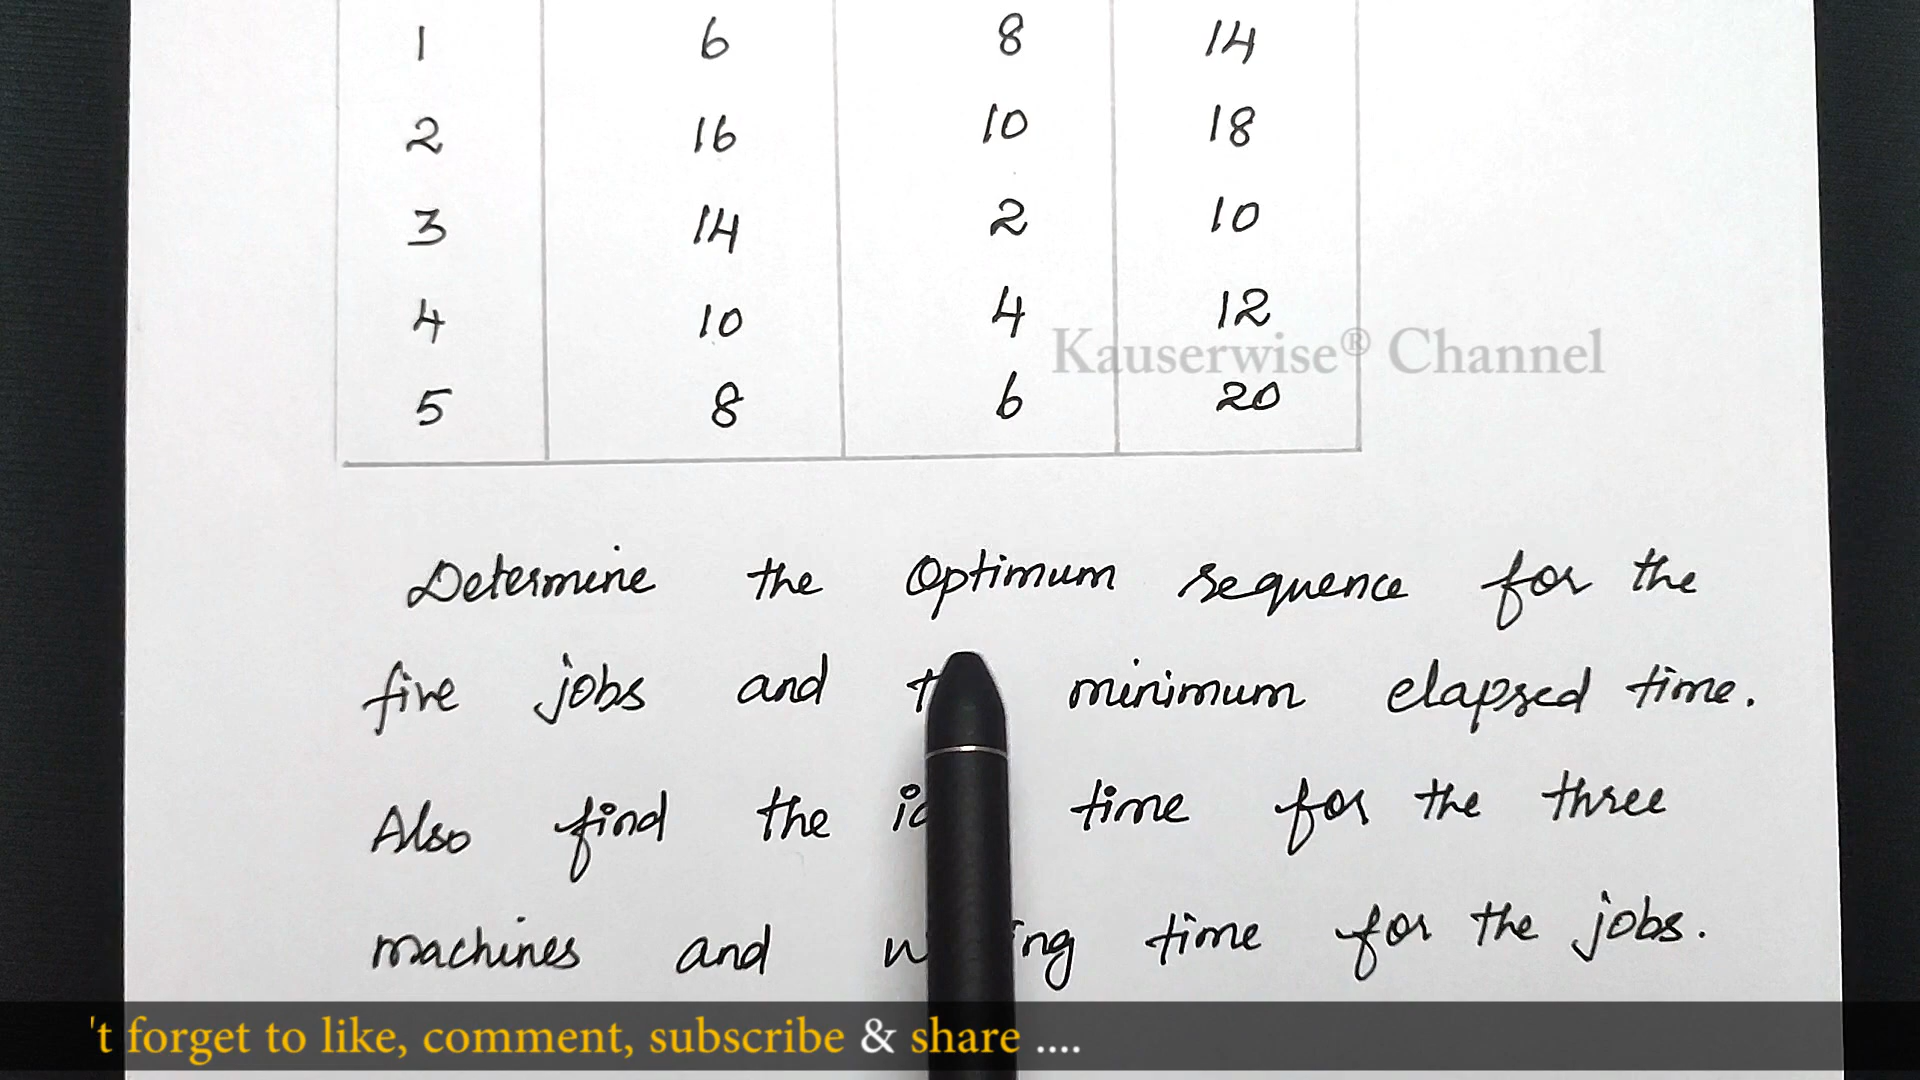 1 6 8 14
2 16 10 18
3 14 2 10
4 10 4 12
Kauserwise® Channel
5 8 6 20
Determine the Optimum sequence for the
five jobs and minimum elapsed time.
Also find the time for the three
machines and time for the jobs.
't forget to like, comment, subscribe & share ....